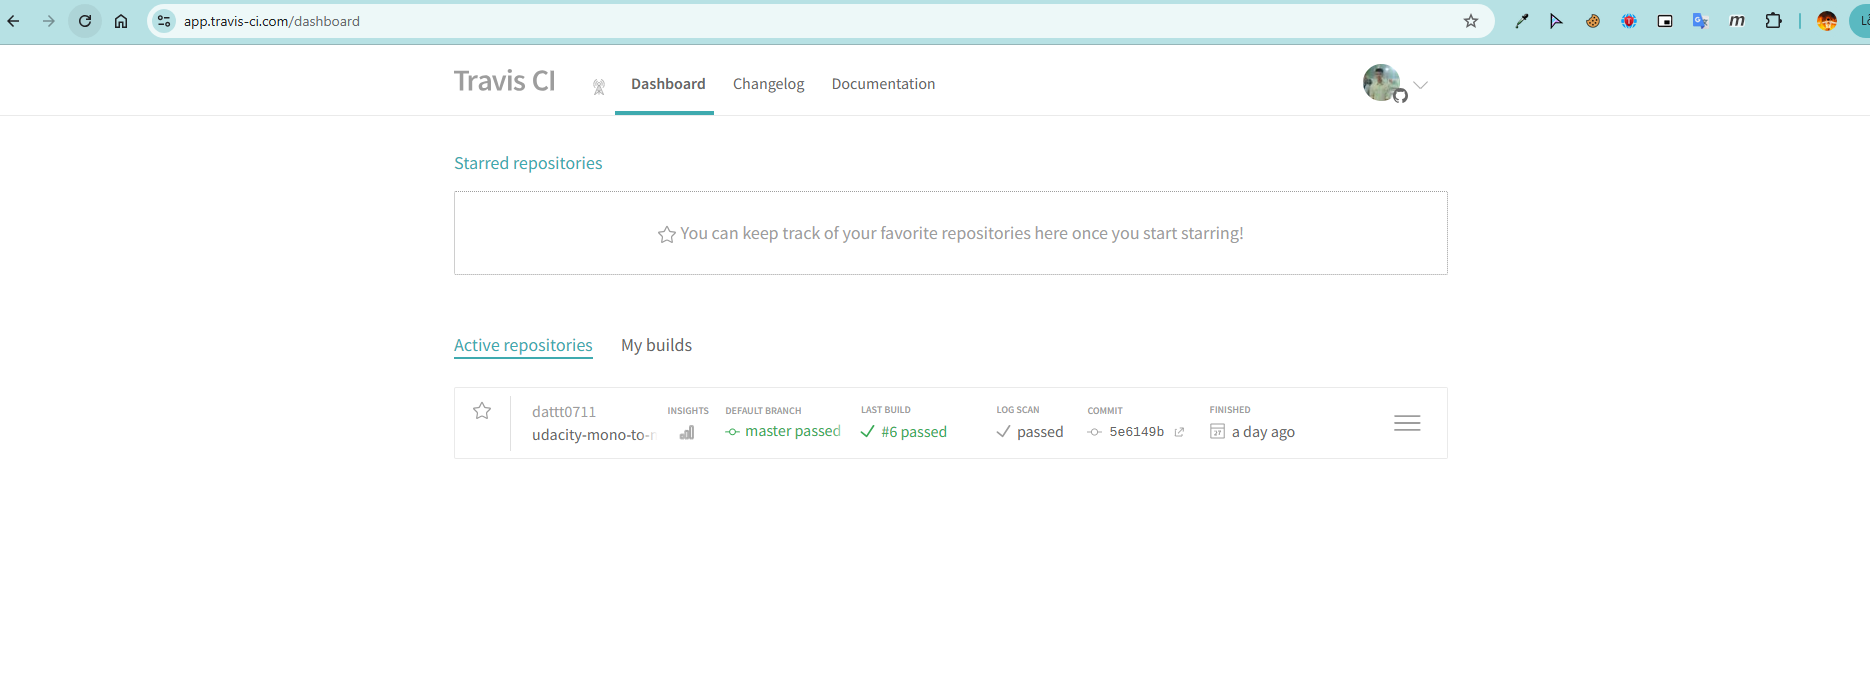 app.travis-ci.com/dashboard
Travis CI
Dashboard
Changelog
Documentation
Starred repositories
You can keep track of your favorite repositories here once you start starring!
Active repositories
My builds
dattt0711
udacity-mono-to-
INSIGHTS
DEFAULT BRANCH
master passed
LAST BUILD
#6 passed
LOG SCAN
passed
COMMIT
5e6149b
FINISHED
27
a day ago